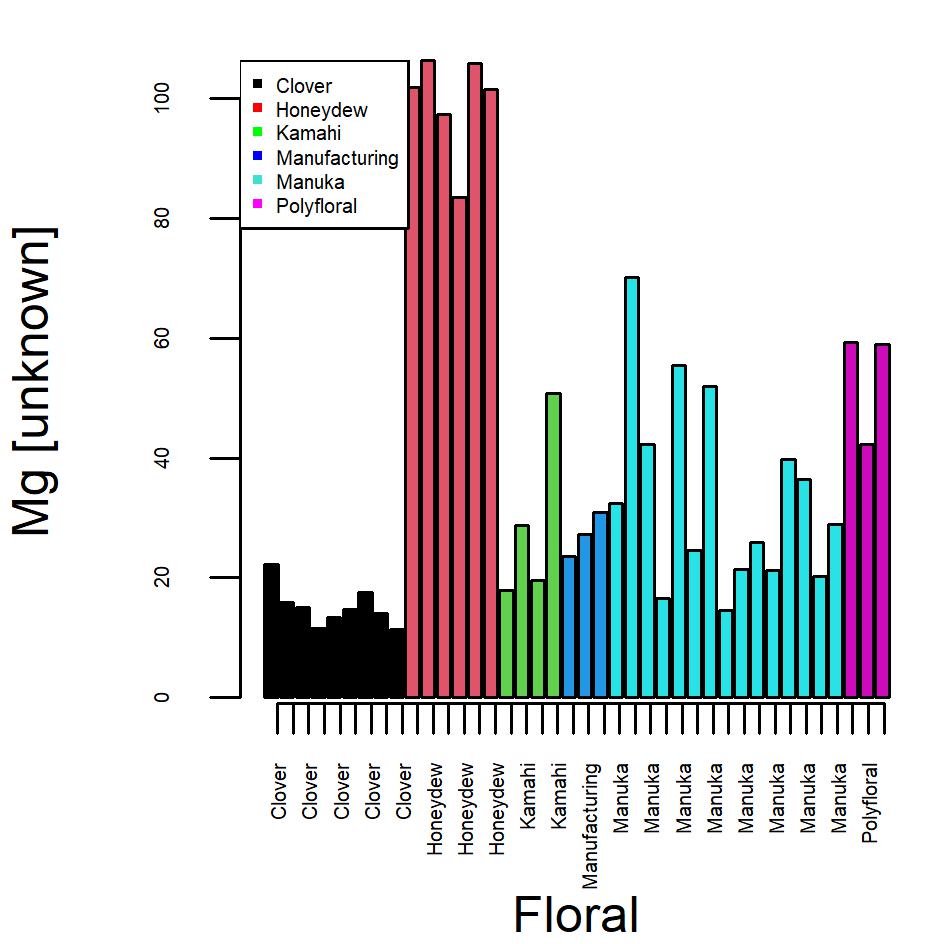 Clover
Honeydew
Kamahi
Manufacturing
Manuka
Polyfloral
Mg [unknown]
100
80
60
40
20
0
Clover
Clover
Clover
Clover
Clover
Honeydew
Honeydew
Honeydew
Kamahi
Kamahi
Manufacturing
Manuka
Manuka
Manuka
Manuka
Manuka
Manuka
Manuka
Manuka
Polyfloral
Floral